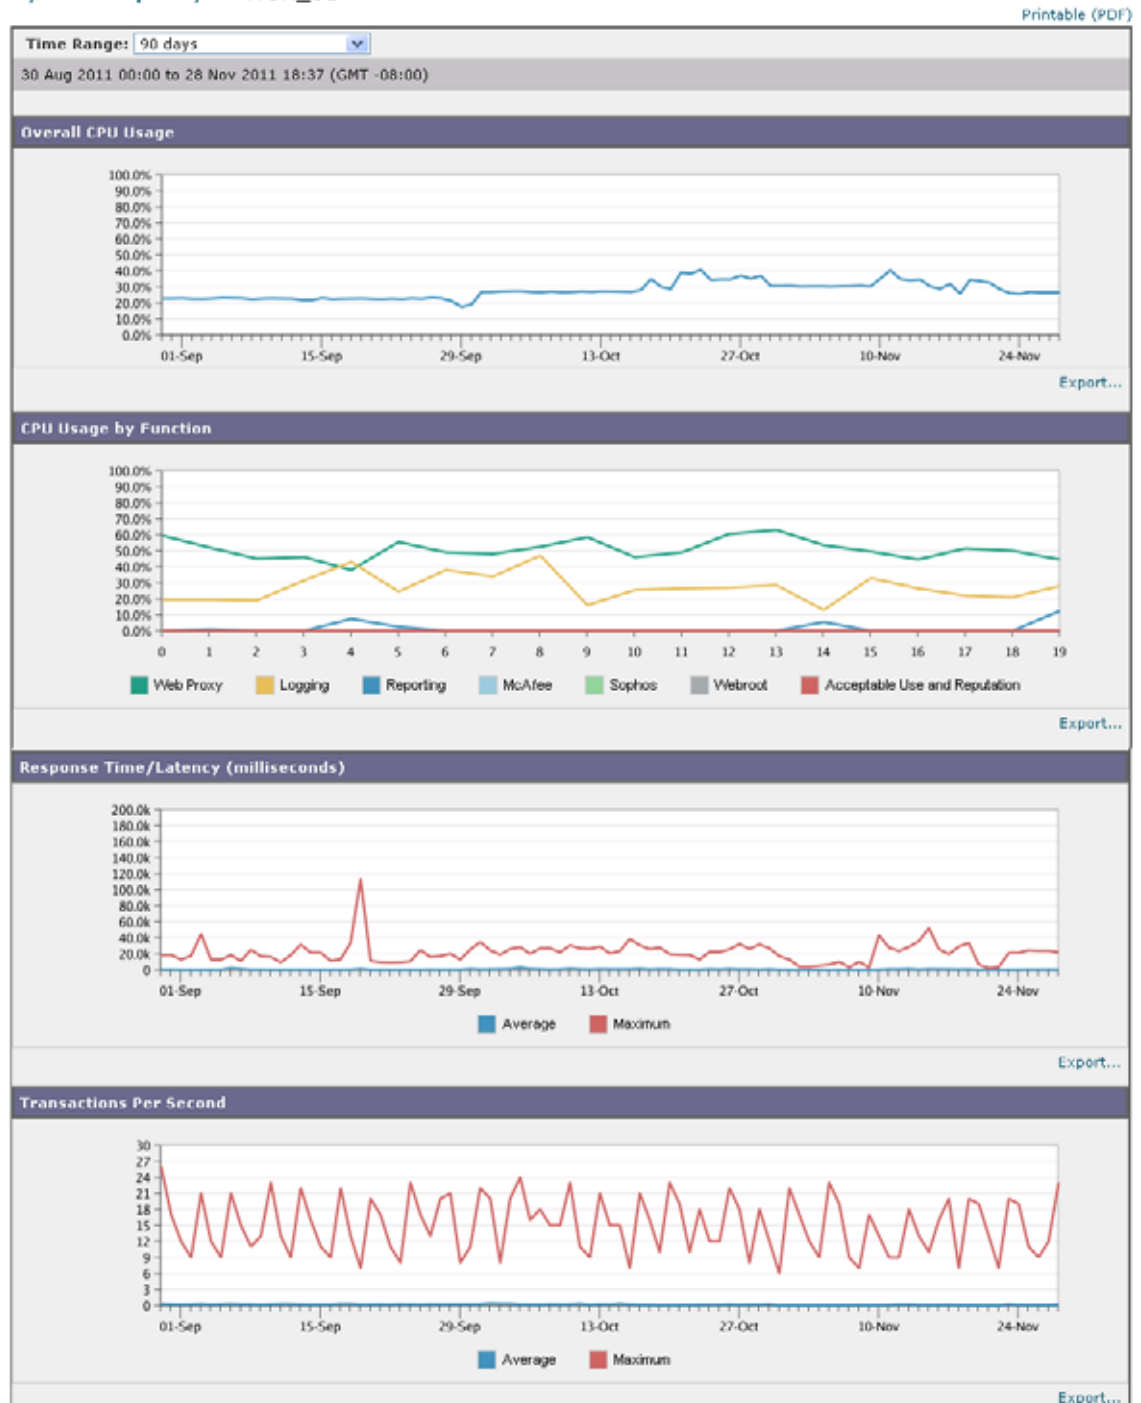 Printable (PDF)
Time Range: 90 days
30 Aug 2011 00:00 to 28 Nov 2011 18:37 (GMT -08:00)
Overall CPU Usage
100.0%
90.0%
80.0%
70.0%
60.0%
50.0%
40.0%
30.0%
20.0%
10.0%
0.0%
01-Sep 15-Sep 29-Sep 13-Oct 27-Oct 10-Nov 24-Nov
Export...
CPU Usage by Function
100.0%
90.0%
80.0%
70.0%
60.0%
50.0%
40.0%
30.0%
20.0%
10.0%
0.0%
0 1 2 3 4 5 6 7 8 9 10 11 12 13 14 15 16 17 18 19
Web Proxy Logging Reporting McAfee Sophos Webroot Acceptable Use and Reputation
Export...
Response Time/Latency (milliseconds)
200.0k
180.0k
160.0k
140.0k
120.0k
100.0k
80.0k
60.0k
40.0k
20.0k
0
01-Sep 15-Sep 29-Sep 13-Oct 27-Oct 10-Nov 24-Nov
Average Maximum
Export...
Transactions Per Second
30
27
24
21
18
15
12
9
6
3
0
01-Sep 15-Sep 29-Sep 13-Oct 27-Oct 10-Nov 24-Nov
Average Maximum
Export...